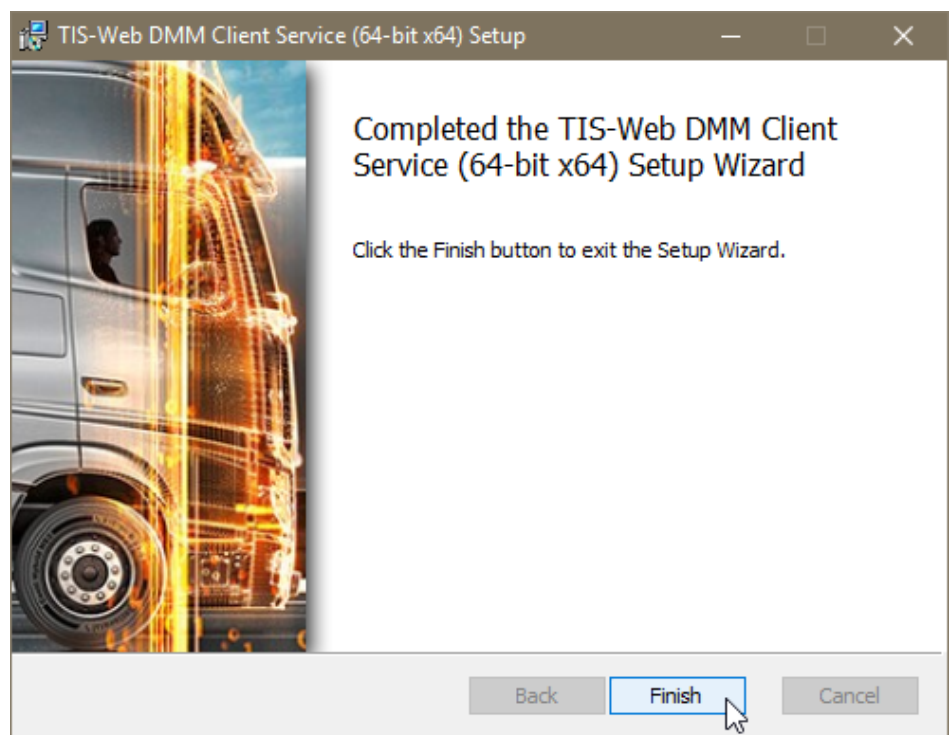 TIS-Web DMM Client Service (64-bit x64) Setup
Completed the TIS-Web DMM Client
Service (64-bit x64) Setup Wizard
Click the Finish button to exit the Setup Wizard.
Back
Finish
Cancel